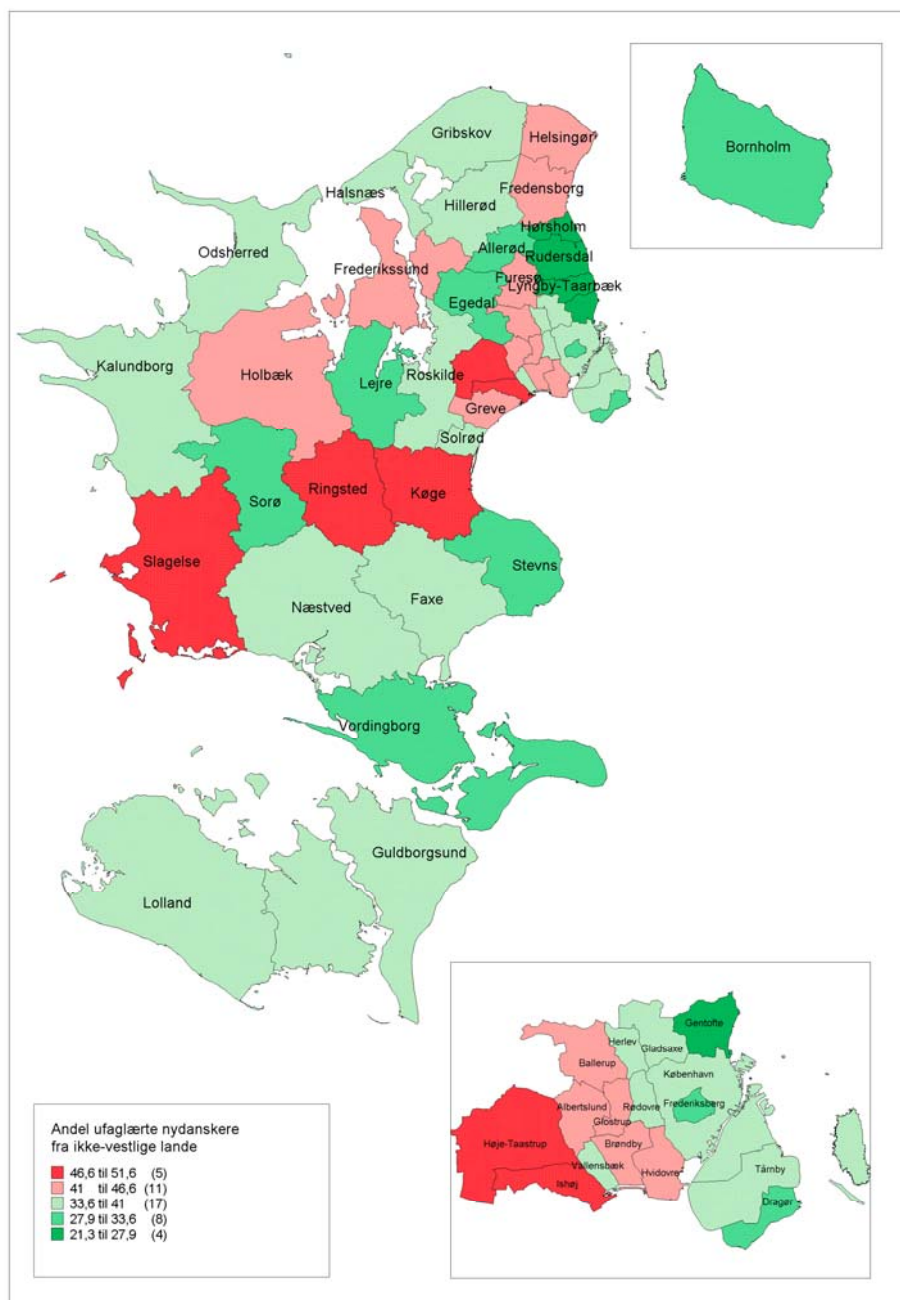 Gribskov
Helsingør
Bornholm
Fredensborg
Halsnæs
Hillerød
Hørsholm
Allerød
Odsherred
Rudersdal
Frederikssund
Furesø
Lyngby-Taarbæk
Egedal
Kalundborg
Holbæk
Lejre
Roskilde
Greve
Solrød
Ringsted
Køge
Sorø
Slagelse
Stevns
Næstved
Faxe
Vordingborg
Guldborgsund
Lolland
Gentofte
Herlev
Gladsaxe
Ballerup
København
Albertslund
Rødovre
Frederiksberg
Glostrup
Høje-Taastrup
Brøndby
Vallensbæk
Hvidovre
Tårnby
Ishøj
Dragør
Andel ufaglærte nydanskere
fra ikke-vestlige lande
46,6 til 51,6 (5)
41 til 46,6 (11)
33,6 til 41 (17)
27,9 til 33,6 (8)
21,3 til 27,9 (4)